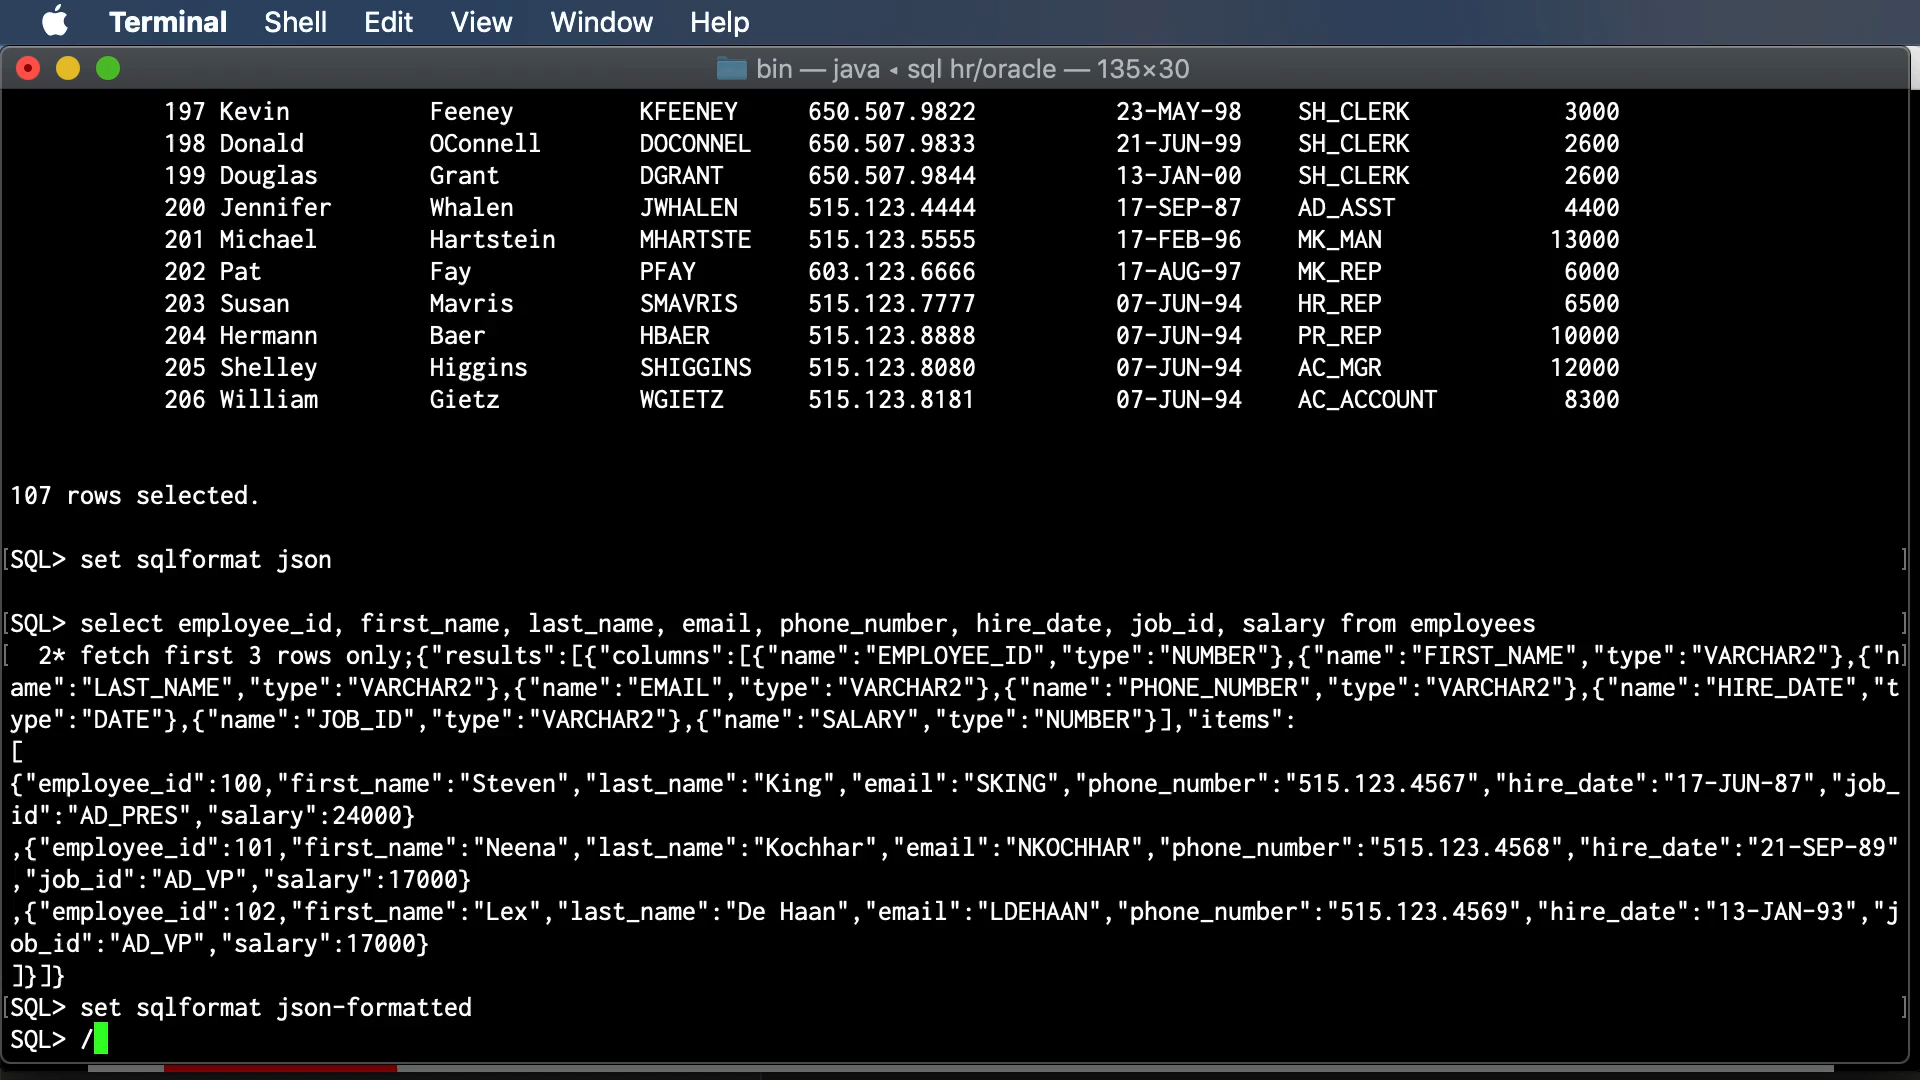 Terminal Shell Edit View Window Help
bin — java ◂ sql hr/oracle — 135×30
197 Kevin Feeney KFEENEY 650.507.9822 23-MAY-98 SH_CLERK 3000
198 Donald OConnell DOCONNEL 650.507.9833 21-JUN-99 SH_CLERK 2600
199 Douglas Grant DGRANT 650.507.9844 13-JAN-00 SH_CLERK 2600
200 Jennifer Whalen JWHALEN 515.123.4444 17-SEP-87 AD_ASST 4400
201 Michael Hartstein MHARTSTE 515.123.5555 17-FEB-96 MK_MAN 13000
202 Pat Fay PFAY 603.123.6666 17-AUG-97 MK_REP 6000
203 Susan Mavris SMAVRIS 515.123.7777 07-JUN-94 HR_REP 6500
204 Hermann Baer HBAER 515.123.8888 07-JUN-94 PR_REP 10000
205 Shelley Higgins SHIGGINS 515.123.8080 07-JUN-94 AC_MGR 12000
206 William Gietz WGIETZ 515.123.8181 07-JUN-94 AC_ACCOUNT 8300
107 rows selected.
[SQL> set sqlformat json ]
[SQL> select employee_id, first_name, last_name, email, phone_number, hire_date, job_id, salary from employees ]
[ 2* fetch first 3 rows only;{"results":[{"columns":[{"name":"EMPLOYEE_ID","type":"NUMBER"},{"name":"FIRST_NAME","type":"VARCHAR2"},{"n]
ame":"LAST_NAME","type":"VARCHAR2"},{"name":"EMAIL","type":"VARCHAR2"},{"name":"PHONE_NUMBER","type":"VARCHAR2"},{"name":"HIRE_DATE","t
ype":"DATE"},{"name":"JOB_ID","type":"VARCHAR2"},{"name":"SALARY","type":"NUMBER"}],"items":
[
{"employee_id":100,"first_name":"Steven","last_name":"King","email":"SKING","phone_number":"515.123.4567","hire_date":"17-JUN-87","job_
id":"AD_PRES","salary":24000}
,{"employee_id":101,"first_name":"Neena","last_name":"Kochhar","email":"NKOCHHAR","phone_number":"515.123.4568","hire_date":"21-SEP-89"
,"job_id":"AD_VP","salary":17000}
,{"employee_id":102,"first_name":"Lex","last_name":"De Haan","email":"LDEHAAN","phone_number":"515.123.4569","hire_date":"13-JAN-93","j
ob_id":"AD_VP","salary":17000}
]}]}
[SQL> set sqlformat json-formatted ]
SQL> /